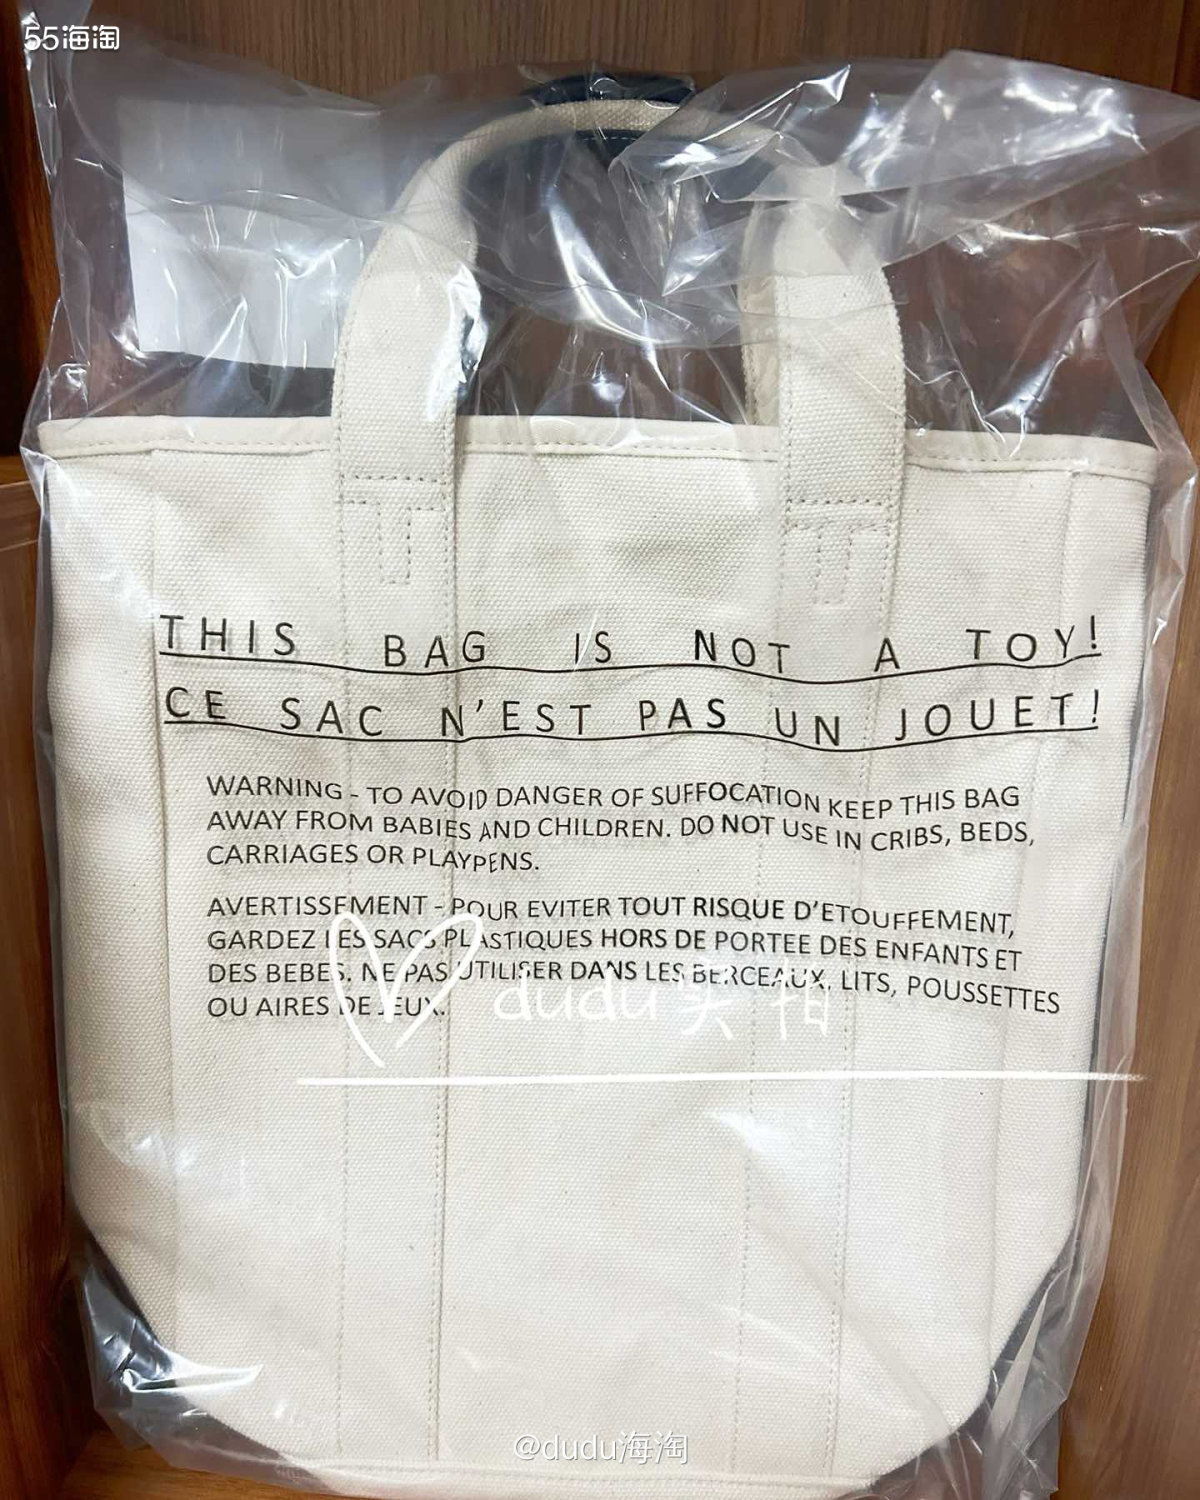 55海淘
THIS BAG IS NOT A TOY!
CE SAC N'EST PAS UN JOUET!
WARNING - TO AVOID DANGER OF SUFFOCATION KEEP THIS BAG
AWAY FROM BABIES AND CHILDREN. DO NOT USE IN CRIBS, BEDS,
CARRIAGES OR PLAYPENS.
AVERTISSEMENT - POUR EVITER TOUT RISQUE D'ETOUFFEMENT,
GARDEZ LES SACS PLASTIQUES HORS DE PORTEE DES ENFANTS ET
DES BEBES. NE PAS UTILISER DANS LES BERCEAUX, LITS, POUSSETTES
OU AIRES DE JEUX.
dudu实拍
@dudu海淘